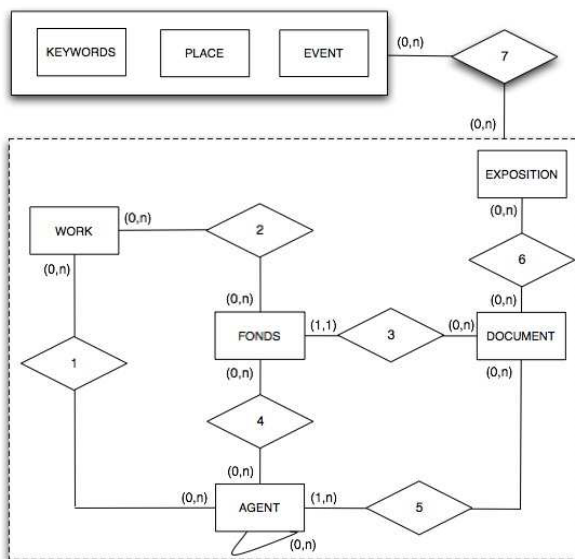 KEYWORDS PLACE EVENT (0,n) 7
(0,n)
EXPOSITION
WORK (0,n) 2 (0,n)
(0,n) 6
(0,n) (0,n)
FONDS (1,1) 3 (0,n) DOCUMENT
1 (0,n) (0,n)
4
(0,n)
(0,n) AGENT (1,n) 5
(0,n)